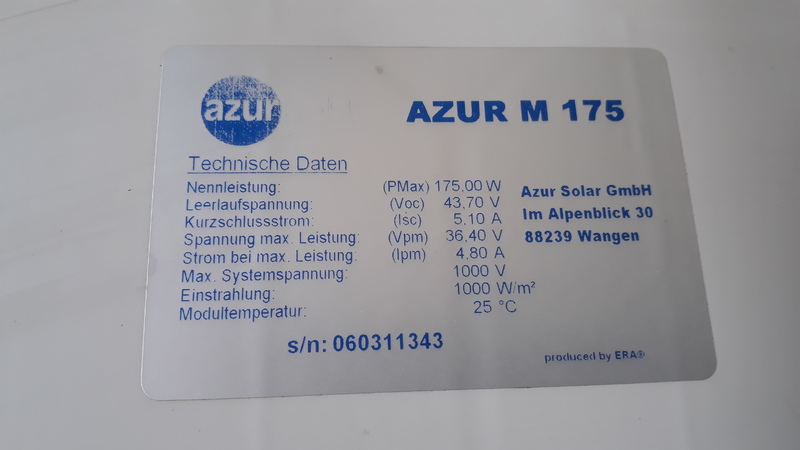 azur
AZUR M 175
Technische Daten
Nennleistung: (PMax) 175,00 W
Leerlaufspannung: (Voc) 43,70 V
Kurzschlussstrom: (Isc) 5,10 A
Spannung max. Leistung: (Vpm) 36,40 V
Strom bei max. Leistung: (Ipm) 4,80 A
Max. Systemspannung: 1000 V
Einstrahlung: 1000 W/m²
Modultemperatur: 25 °C
Azur Solar GmbH
Im Alpenblick 30
88239 Wangen
s/n: 060311343
produced by ERA®